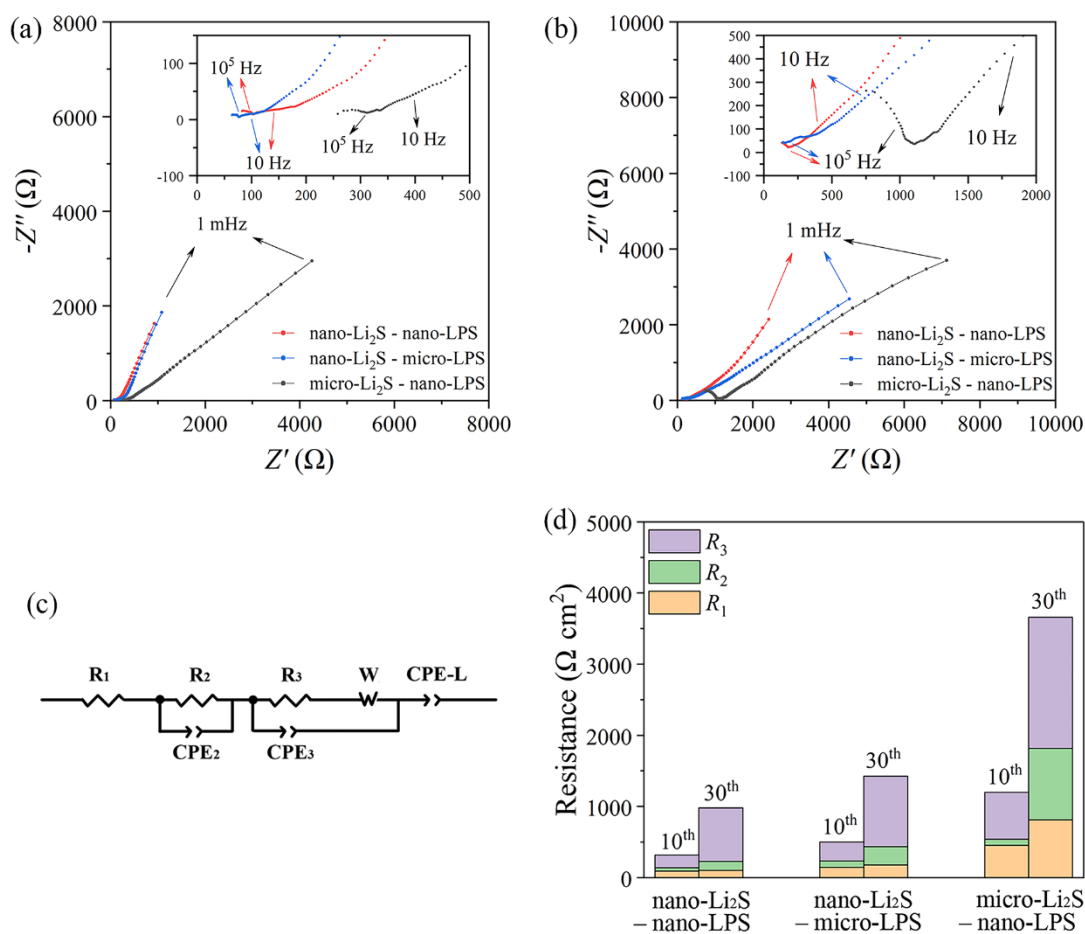 (a)
8000
6000
4000
2000
0
-Z″ (Ω)
0
2000
4000
6000
8000
Z′ (Ω)
100
0
-100
0
100
200
300
400
500
10⁵ Hz
10 Hz
10⁵ Hz
10 Hz
1 mHz
nano-Li₂S - nano-LPS
nano-Li₂S - micro-LPS
micro-Li₂S - nano-LPS
(b)
10000
8000
6000
4000
2000
0
-Z″ (Ω)
0
2000
4000
6000
8000
10000
Z′ (Ω)
500
400
300
200
100
0
-100
0
500
1000
1500
2000
10 Hz
10⁵ Hz
10 Hz
1 mHz
nano-Li₂S - nano-LPS
nano-Li₂S - micro-LPS
micro-Li₂S - nano-LPS
(c)
R₁
R₂
R₃
W
CPE-L
CPE₂
CPE₃
(d)
5000
4000
3000
2000
1000
0
Resistance (Ω cm²)
R₃
R₂
R₁
10ᵗʰ
30ᵗʰ
10ᵗʰ
30ᵗʰ
10ᵗʰ
30ᵗʰ
nano-Li₂S
– nano-LPS
nano-Li₂S
– micro-LPS
micro-Li₂S
– nano-LPS